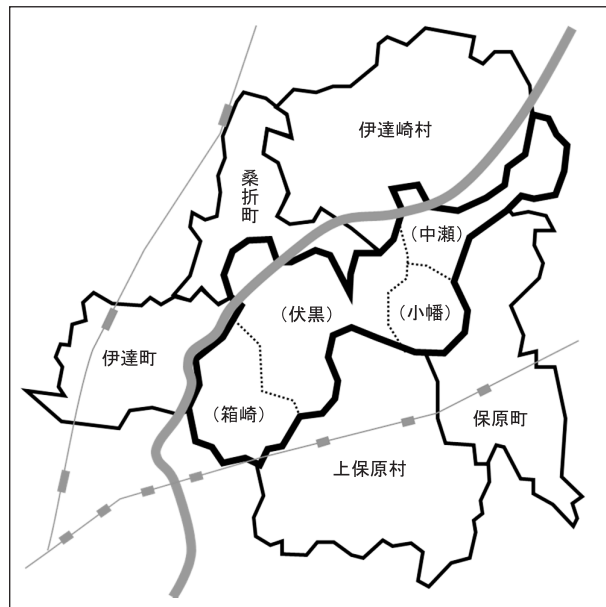 伊達崎村
桑折町
（中瀬）
（伏黒）
（小幡）
伊達町
（箱崎）
保原町
上保原村